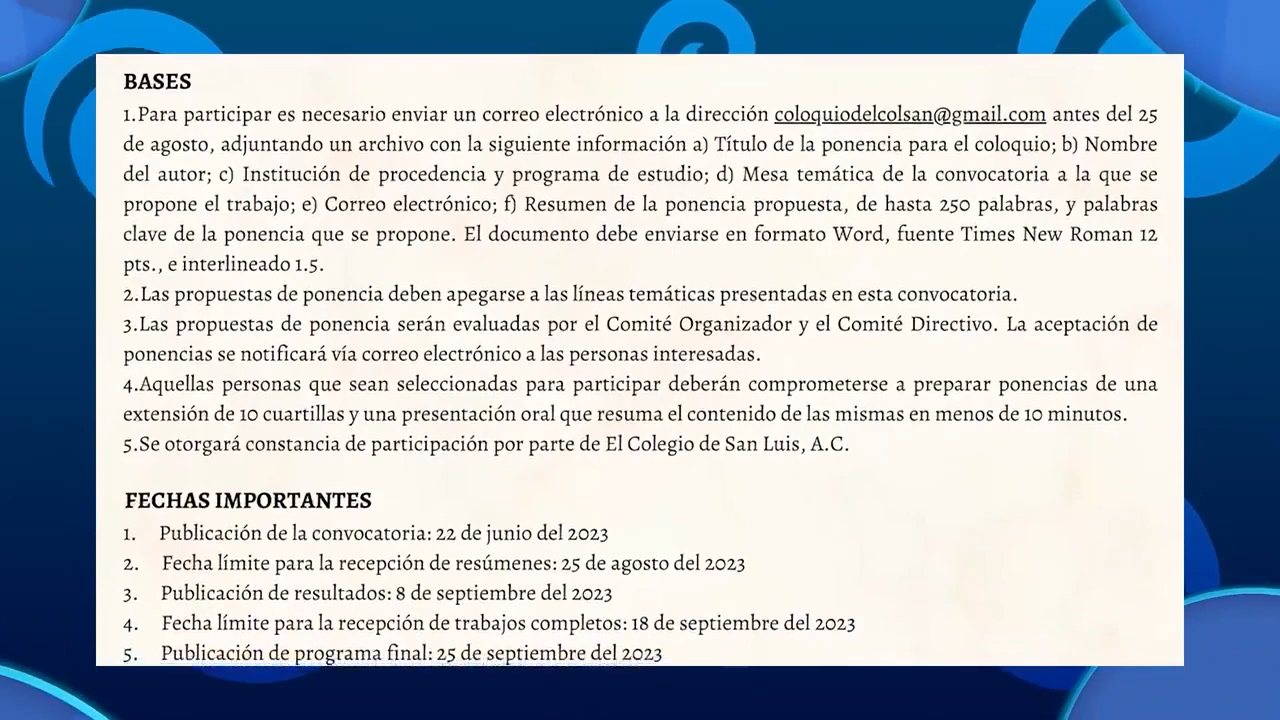 BASES
1.Para participar es necesario enviar un correo electrónico a la dirección coloquiodelcolsan@gmail.com antes del 25
de agosto, adjuntando un archivo con la siguiente información a) Título de la ponencia para el coloquio; b) Nombre
del autor; c) Institución de procedencia y programa de estudio; d) Mesa temática de la convocatoria a la que se
propone el trabajo; e) Correo electrónico; f) Resumen de la ponencia propuesta, de hasta 250 palabras, y palabras
clave de la ponencia que se propone. El documento debe enviarse en formato Word, fuente Times New Roman 12
pts., e interlineado 1.5.
2.Las propuestas de ponencia deben apegarse a las líneas temáticas presentadas en esta convocatoria.
3.Las propuestas de ponencia serán evaluadas por el Comité Organizador y el Comité Directivo. La aceptación de
ponencias se notificará vía correo electrónico a las personas interesadas.
4.Aquellas personas que sean seleccionadas para participar deberán comprometerse a preparar ponencias de una
extensión de 10 cuartillas y una presentación oral que resuma el contenido de las mismas en menos de 10 minutos.
5.Se otorgará constancia de participación por parte de El Colegio de San Luis, A.C.
FECHAS IMPORTANTES
1. Publicación de la convocatoria: 22 de junio del 2023
2. Fecha límite para la recepción de resúmenes: 25 de agosto del 2023
3. Publicación de resultados: 8 de septiembre del 2023
4. Fecha límite para la recepción de trabajos completos: 18 de septiembre del 2023
5. Publicación de programa final: 25 de septiembre del 2023